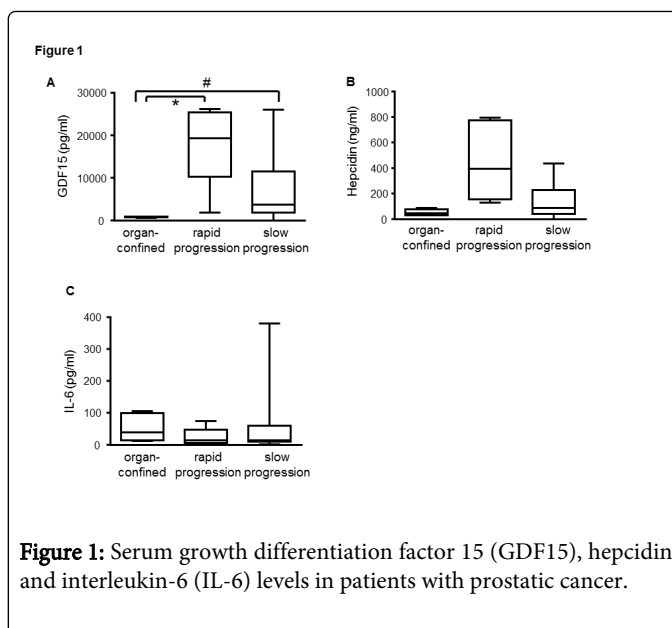 Figure 1
A
#
*
GDF15 (pg/ml)
30000
20000
10000
0
organ-
confined
rapid
progression
slow
progression
B
Hepcidin (ng/ml)
1000
800
600
400
200
0
organ-
confined
rapid
progression
slow
progression
C
IL-6 (pg/ml)
400
300
200
100
0
organ-
confined
rapid
progression
slow
progression
Figure 1: Serum growth differentiation factor 15 (GDF15), hepcidin
and interleukin-6 (IL-6) levels in patients with prostatic cancer.